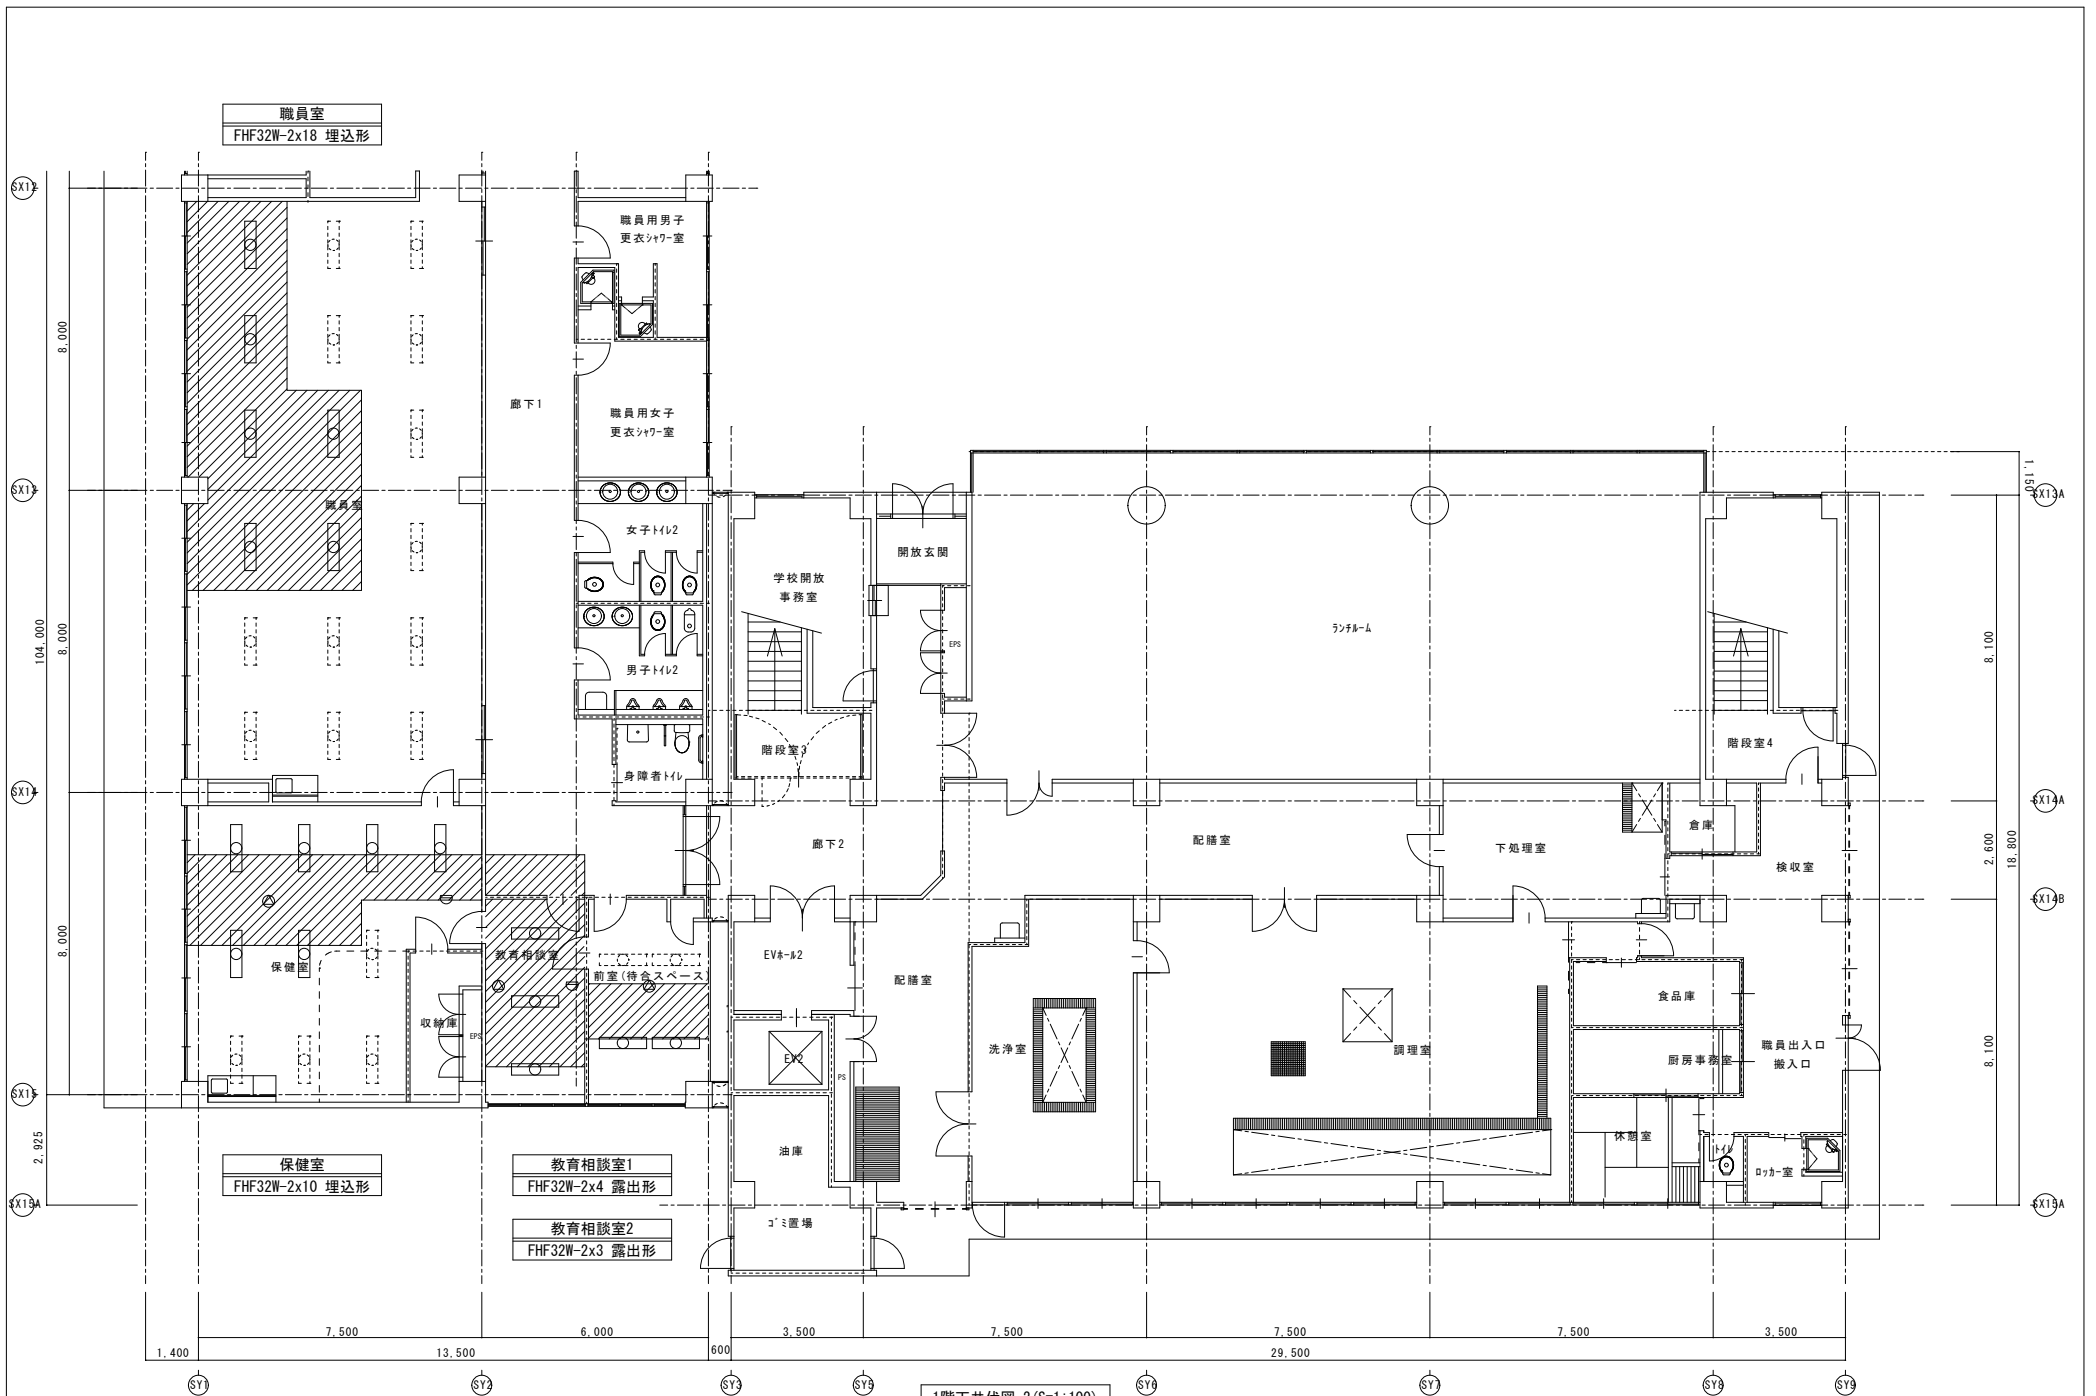 職員室
FHF32W-2x18 埋込形
SX12
職員用男子
更衣シャワー室
8,000
廊下1
職員用女子
更衣シャワー室
SX13
職員室
1,150
SX13A
女子トイレ2
開放玄関
学校開放
事務室
104,000
8,000
EPS
ランチルーム
8,100
男子トイレ2
階段室3
階段室4
身障者トイレ
SX14
SX14A
廊下2
配膳室
下処理室
倉庫
検収室
2,600
18,800
SX14B
8,000
保健室
教育相談室
前室(待合スペース)
EVホール2
配膳室
食品庫
収納庫
EPS
EV2
PS
洗浄室
調理室
厨房事務室
職員出入口
搬入口
8,100
SX15
2,925
油庫
休憩室
トイレ
ロッカー室
保健室
FHF32W-2x10 埋込形
教育相談室1
FHF32W-2x4 露出形
SX15A
SX15A
ゴミ置場
教育相談室2
FHF32W-2x3 露出形
7,500
6,000
3,500
7,500
7,500
7,500
3,500
1,400
13,500
600
29,500
SY1
SY2
SY3
SY5
SY6
SY7
SY8
SY9